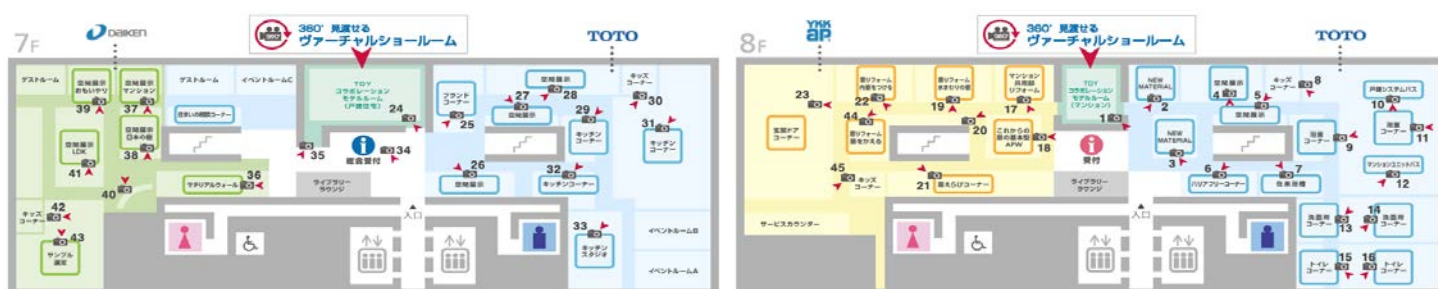 7F
DAIKEN
360° 見渡せる
ヴァーチャルショールーム
TOTO
ゲストルーム
空間展示
おもいやり
39
空間展示
マンション
37
ゲストルーム
イベントルームC
住まいの相談コーナー
TOY
コラボレーション
モデルルーム
(戸建住宅)
24
ブランド
コーナー
25
空間展示
27
28
空間展示
キッズ
コーナー
30
29
キッチン
コーナー
31
キッチン
コーナー
空間展示
LDK
41
空間展示
日本の間
38
35
総合受付
34
26
空間展示
32
キッチンコーナー
40
36
マテリアルウォール
ライブラリー
ラウンジ
キッズ
コーナー
42
43
サンプル
選定
入口
33
キッチン
スタジオ
イベントルームB
イベントルームA
8F
YKK
AP
360° 見渡せる
ヴァーチャルショールーム
TOTO
23
玄関ドア
コーナー
窓リフォーム
内窓をつける
22
窓リフォーム
水まわりの窓
19
マンション
共用部
リフォーム
17
TOY
コラボレーション
モデルルーム
(マンション)
1
NEW
MATERIAL
2
空間展示
4
5
空間展示
キッズ
コーナー
8
戸建システムバス
10
44
窓リフォーム
窓をかえる
20
これからの
窓の基本型
APW
18
受付
NEW
MATERIAL
3
浴室
コーナー
9
浴室
コーナー
11
45
キッズ
コーナー
21
窓えらびコーナー
ライブラリー
ラウンジ
6
バリアフリーコーナー
7
マンションユニットバス
12
サービスカウンター
入口
洗面所
コーナー
13
14
洗面所
コーナー
トイレ
コーナー
15
16
トイレ
コーナー